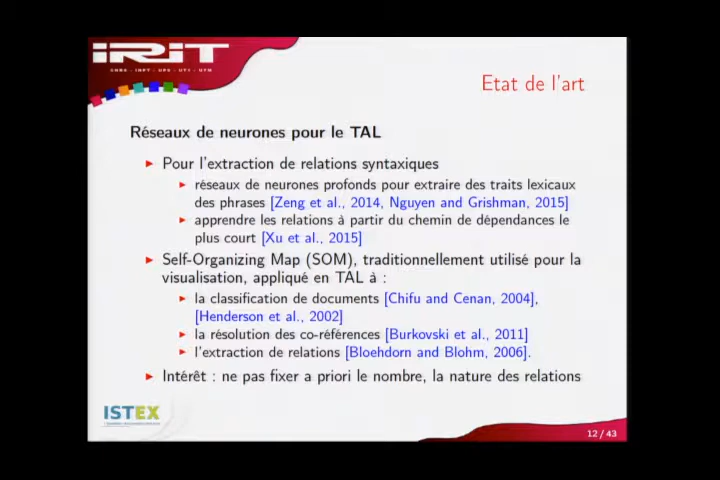 IRIT
CNRS - INPT - UPS - UT1 - UTM
Etat de l'art
Réseaux de neurones pour le TAL
Pour l'extraction de relations syntaxiques
réseaux de neurones profonds pour extraire des traits lexicaux
des phrases [Zeng et al., 2014, Nguyen and Grishman, 2015]
apprendre les relations à partir du chemin de dépendances le
plus court [Xu et al., 2015]
Self-Organizing Map (SOM), traditionnellement utilisé pour la
visualisation, appliqué en TAL à :
la classification de documents [Chifu and Cenan, 2004],
[Henderson et al., 2002]
la résolution des co-références [Burkovski et al., 2011]
l'extraction de relations [Bloehdorn and Blohm, 2006].
Intérêt : ne pas fixer a priori le nombre, la nature des relations
ISTEX
12 / 43